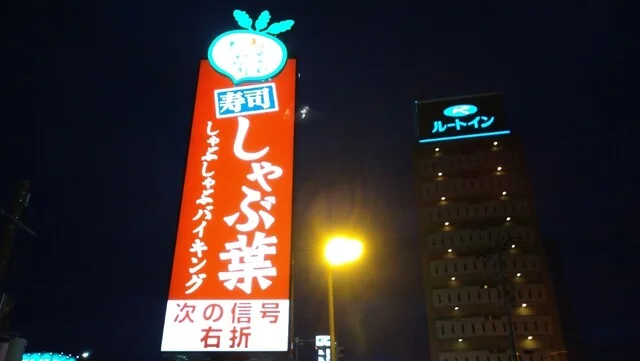 寿司
しゃぶ葉
しゃぶしゃぶバイキング
次の信号
右折
ルートイン